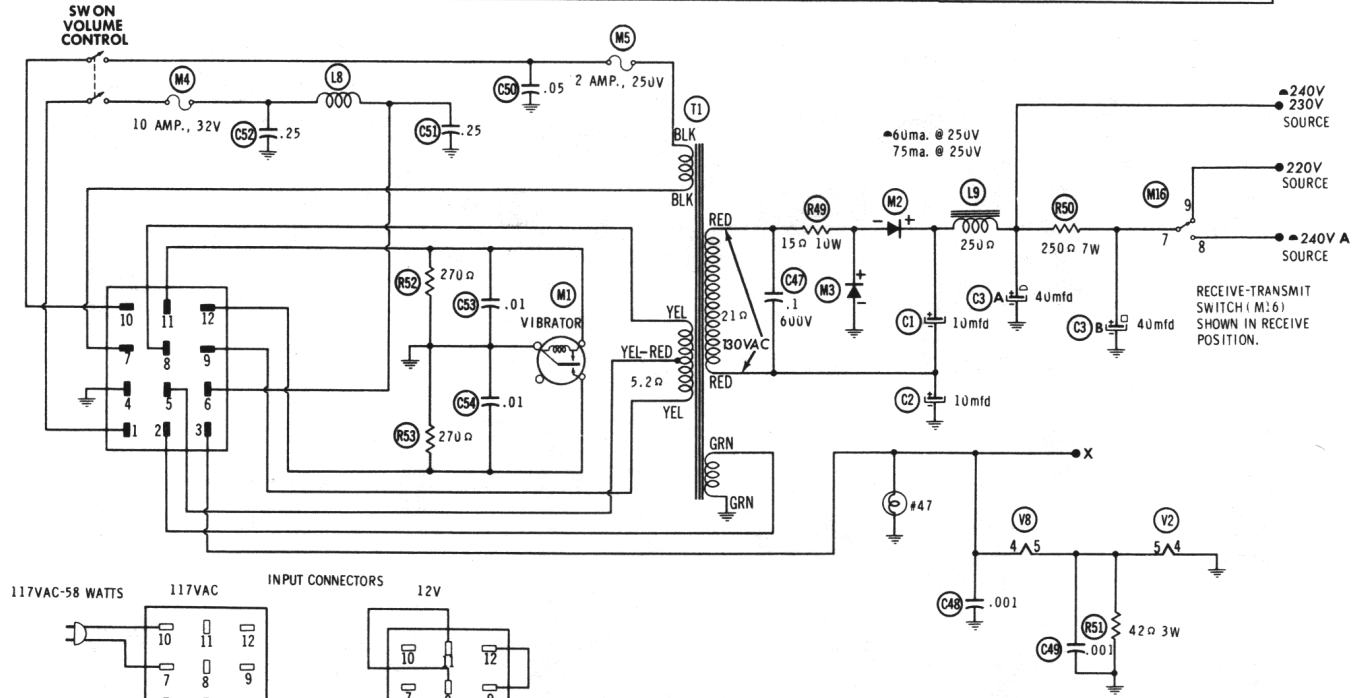 SW ON
VOLUME
CONTROL
M4
10 AMP., 32V
L8
C52 .25
C51 .25
C50 .05
M5
2 AMP., 250V
T1
BLK
BLK
60ma. @ 250V
75ma. @ 250V
240V
230V
SOURCE
220V
SOURCE
240V A
SOURCE
RED
R49
15Ω 10W
M2
- +
L9
250Ω
R50
250Ω 7W
M16
9
7
8
C47
.1
600V
M3
+
21Ω
130VAC
RED
C1 10mfd
C2 10mfd
C3 A 40mfd
C3 B 40mfd
RECEIVE-TRANSMIT
SWITCH (M16)
SHOWN IN RECEIVE
POSITION.
R52 270Ω
C53 .01
M1
VIBRATOR
C54 .01
R53 270Ω
YEL
YEL-RED
5.2Ω
YEL
GRN
GRN
10 11 12
7 8 9
4 5 6
1 2 3
X
#47
V8
4 5
V2
5 4
C48 .001
C49 .001
R51 42Ω 3W
INPUT CONNECTORS
117VAC-58 WATTS
117VAC
10 11 12
7 8 9
12V
10 11 12
7 8 9